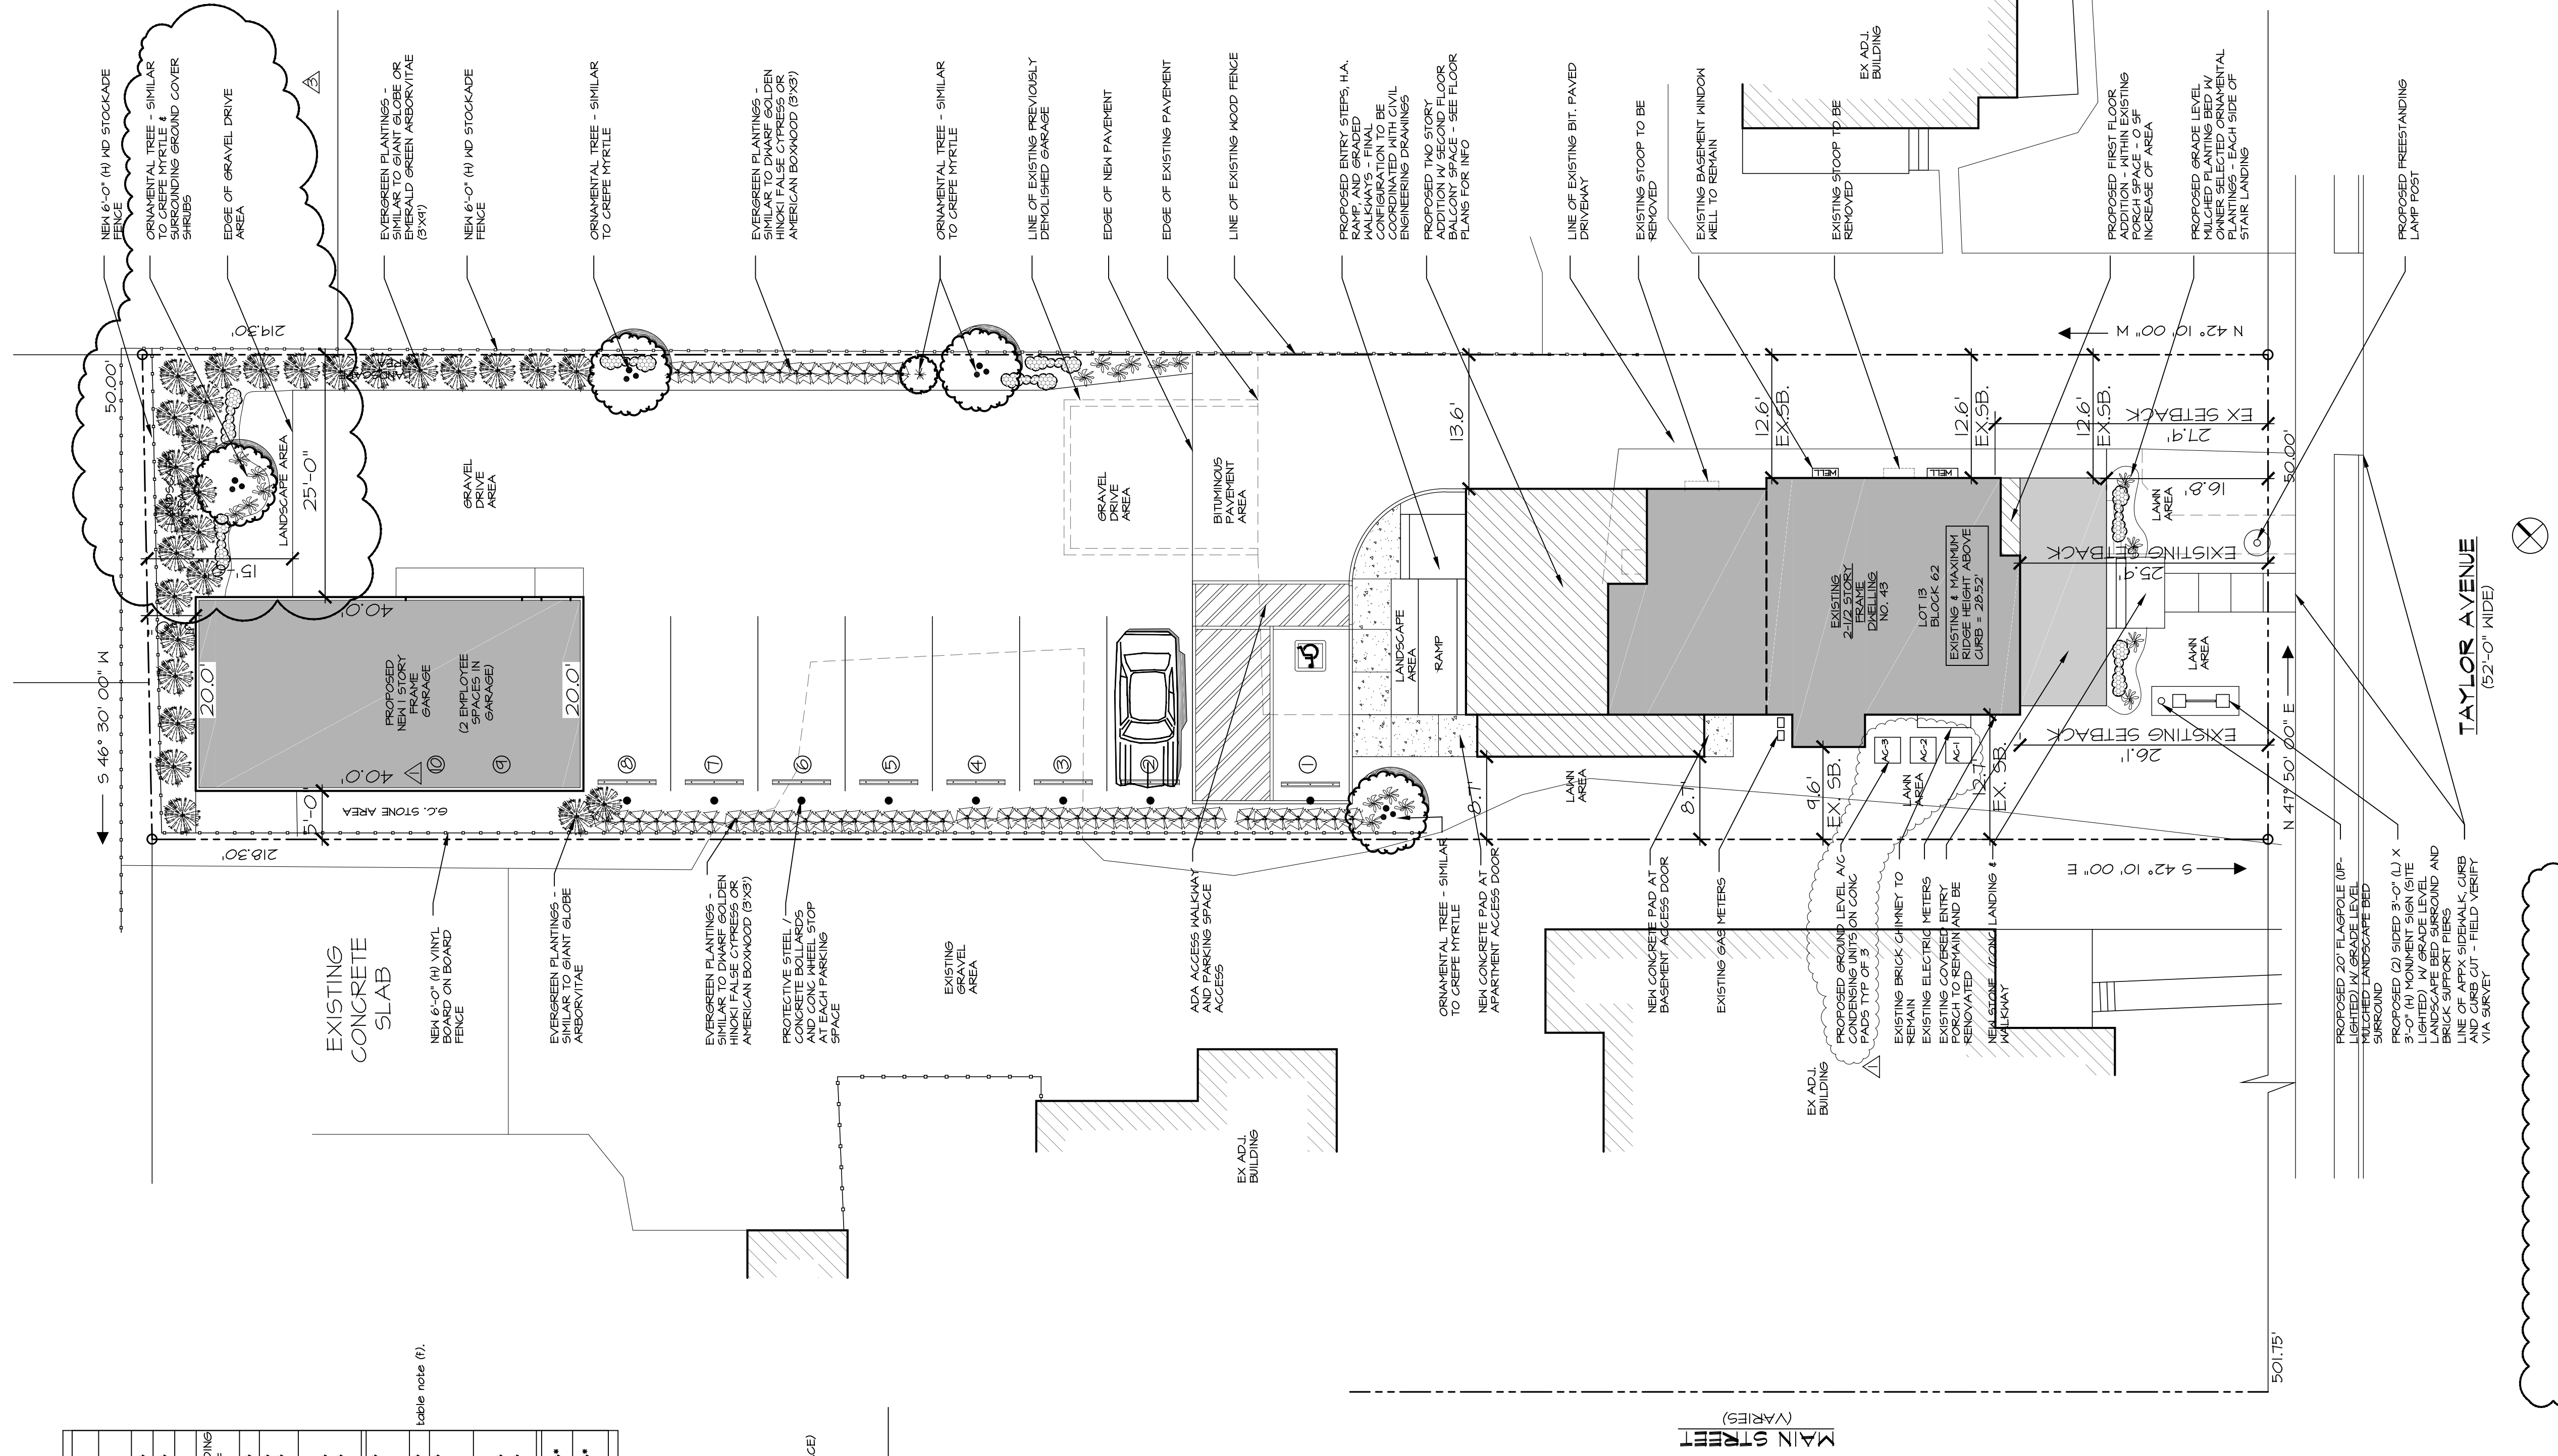 NEW 6'-0" (H) WD STOCKADE
FENCE
ORNAMENTAL TREE - SIMILAR
TO CREPE MYRTLE &
SURROUNDING GROUND COVER
SHRUBS
EDGE OF GRAVEL DRIVE
AREA
3
EVERGREEN PLANTINGS -
SIMILAR TO GIANT GLOBE OR
EMERALD GREEN ARBORVITAE
(3'X9')
NEW 6'-0" (H) WD STOCKADE
FENCE
ORNAMENTAL TREE - SIMILAR
TO CREPE MYRTLE
EVERGREEN PLANTINGS -
SIMILAR TO DWARF GOLDEN
HINOKI FALSE CYPRESS OR
AMERICAN BOXWOOD (3'X3')
ORNAMENTAL TREE - SIMILAR
TO CREPE MYRTLE
LINE OF EXISTING PREVIOUSLY
DEMOLISHED GARAGE
EDGE OF NEW PAVEMENT
EDGE OF EXISTING PAVEMENT
LINE OF EXISTING WOOD FENCE
PROPOSED ENTRY STEPS, H.A.
RAMP, AND GRADED
WALKWAYS - FINAL
CONFIGURATION TO BE
COORDINATED WITH CIVIL
ENGINEERING DRAWINGS
PROPOSED TWO STORY
ADDITION W/ SECOND FLOOR
BALCONY SPACE - SEE FLOOR
PLANS FOR INFO
LINE OF EXISTING BIT. PAVED
DRIVEWAY
EXISTING STOOP TO BE
REMOVED
EXISTING BASEMENT WINDOW
WELL TO REMAIN
EXISTING STOOP TO BE
REMOVED
EX ADJ.
BUILDING
PROPOSED FIRST FLOOR
ADDITION - WITHIN EXISTING
PORCH SPACE - 0 SF
INCREASE OF AREA
PROPOSED GRADE LEVEL
MULCHED PLANTING BED W/
OWNER SELECTED ORNAMENTAL
PLANTINGS - EACH SIDE OF
STAIR LANDING
PROPOSED FREESTANDING
LAMP POST
50.00'
219.30'
LANDSCAPE
AREA
LANDSCAPE AREA
25'-0"
15'
GRAVEL
DRIVE
AREA
GRAVEL
DRIVE
AREA
BITUMINOUS
PAVEMENT
AREA
13.6'
12.6'
EX.SB.
12.6'
EX.SB.
12.6'
EX.SB.
N 42° 10' 00" W
EX SETBACK
27.9'
50.00'
16.8'
LAWN
AREA
WELL
WELL
S 46° 30' 00" W
20.0'
40.0'
PROPOSED
NEW 1 STORY
FRAME
GARAGE
(2 EMPLOYEE
SPACES IN
GARAGE)
20.0'
40.0'
1
10
9
8
7
6
5
4
3
2
1
5'-0"
G.C. STONE AREA
LANDSCAPE
AREA
RAMP
EXISTING
2-1/2 STORY
FRAME
DWELLING
NO. 43
LOT 13
BLOCK 62
EXISTING & MAXIMUM
RIDGE HEIGHT ABOVE
CURB = 28.52'
EXISTING SETBACK
25.9'
LAWN
AREA
EXISTING SETBACK
26.1'
N 47° 50' 00" E
TAYLOR AVENUE
(52'-0" WIDE)
AC-3
AC-2
AC-1
LAWN
AREA
LAWN
AREA
8.7'
8.7'
9.6'
EX. SB.
12.7'
EX. SB.
218.30'
S 42° 10' 00" E
EXISTING
CONCRETE
SLAB
NEW 6'-0" (H) VINYL
BOARD ON BOARD
FENCE
EVERGREEN PLANTINGS -
SIMILAR TO GIANT GLOBE
ARBORVITAE
EVERGREEN PLANTINGS -
SIMILAR TO DWARF GOLDEN
HINOKI FALSE CYPRESS OR
AMERICAN BOXWOOD (3'X3')
PROTECTIVE STEEL /
CONCRETE BOLLARDS
AND CONC WHEEL STOP
AT EACH PARKING
SPACE
EXISTING
GRAVEL
AREA
ADA ACCESS WALKWAY
AND PARKING SPACE
ACCESS
ORNAMENTAL TREE - SIMILAR
TO CREPE MYRTLE
NEW CONCRETE PAD AT
APARTMENT ACCESS DOOR
NEW CONCRETE PAD AT
BASEMENT ACCESS DOOR
EXISTING GAS METERS
PROPOSED GROUND LEVEL A/C
CONDENSING UNITS ON CONC
PADS TYP OF 3
EXISTING BRICK CHIMNEY TO
REMAIN
EXISTING ELECTRIC METERS
EXISTING COVERED ENTRY
PORCH TO REMAIN AND BE
RENOVATED
NEW STONE /CONC LANDING &
WALKWAY
PROPOSED 20' FLAGPOLE (UP-
LIGHTED) W/ GRADE LEVEL
MULCHED LANDSCAPE BED
SURROUND
PROPOSED (2) SIDED 3'-0" (L) X
3'-0" (H) MONUMENT SIGN (SITE
LIGHTED) W/ GRADE LEVEL
LANDSCAPE BED SURROUND AND
BRICK SUPPORT PIERS
LINE OF APPX SIDEWALK, CURB
AND CURB CUT - FIELD VERIFY
VIA SURVEY
1
EX ADJ.
BUILDING
EX ADJ.
BUILDING
501.75'
MAIN STREET
(VARIES)
table note (f).